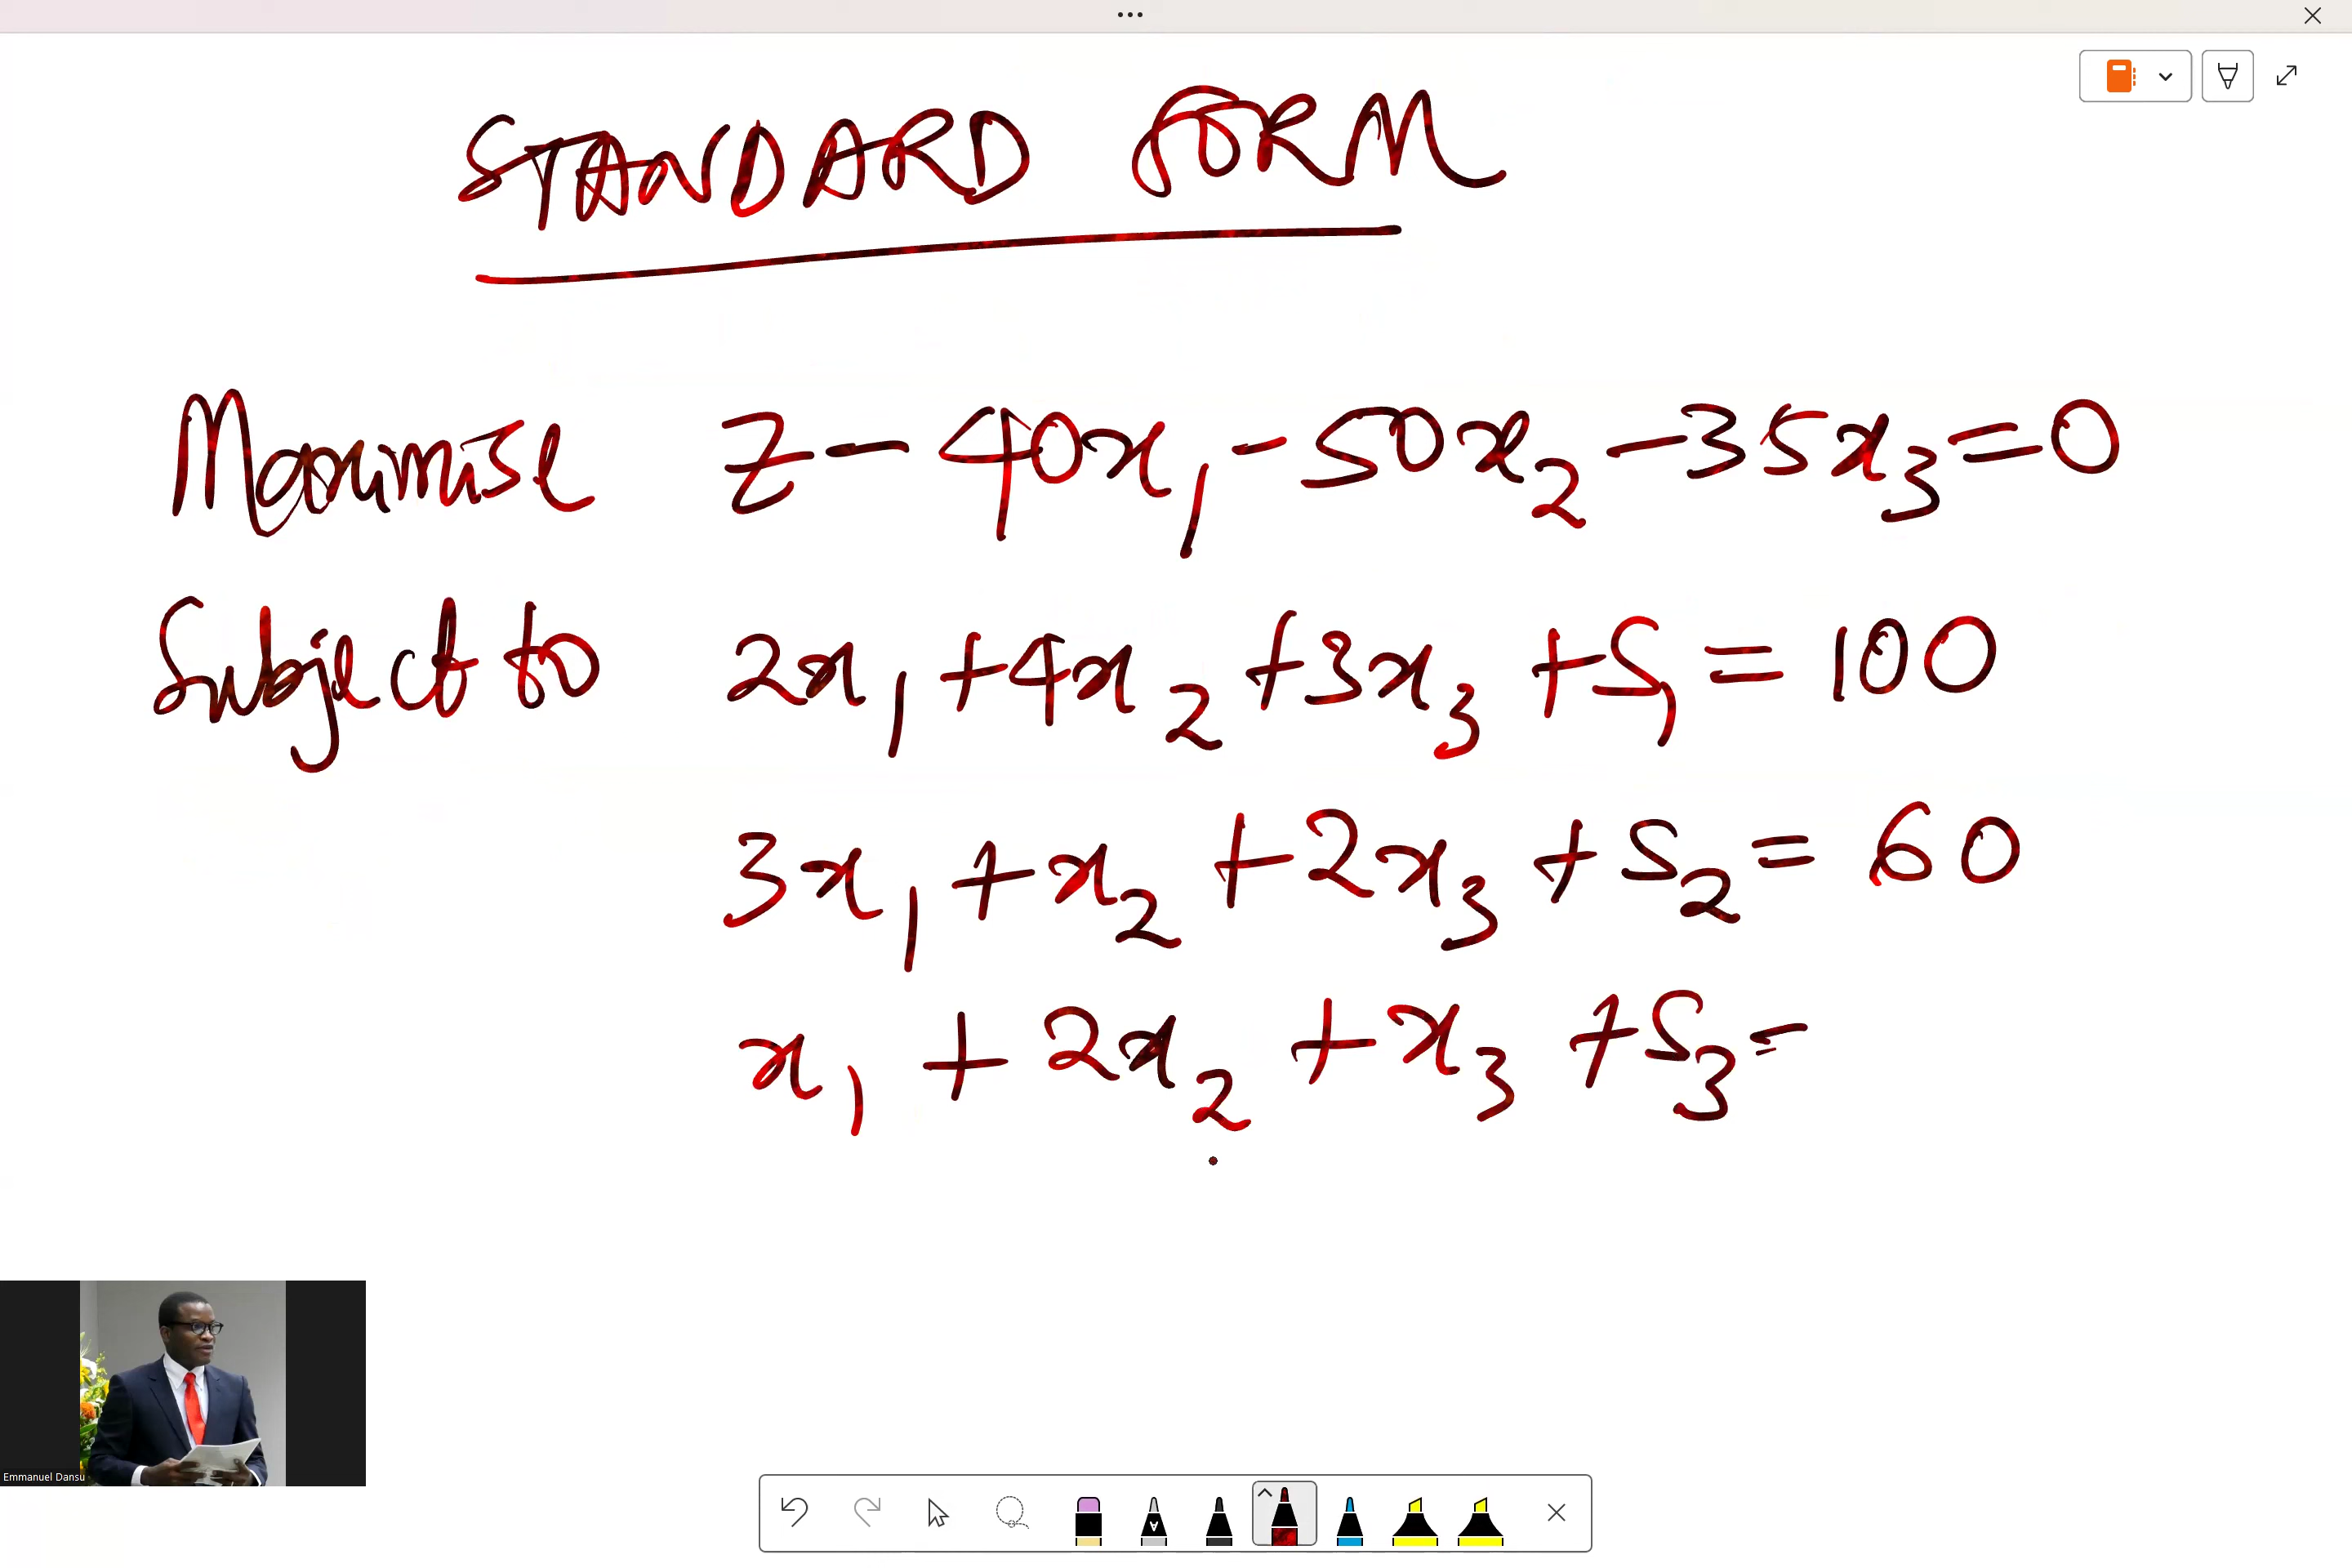 STANDARD FORM
Maximise z - 40x₁ - 50x₂ - 35x₃ = 0
Subject to 2x₁ + 4x₂ + 3x₃ + S₁ = 100
3x₁ + x₂ + 2x₃ + S₂ = 60
x₁ + 2x₂ + x₃ + S₃ =
Emmanuel Dansu